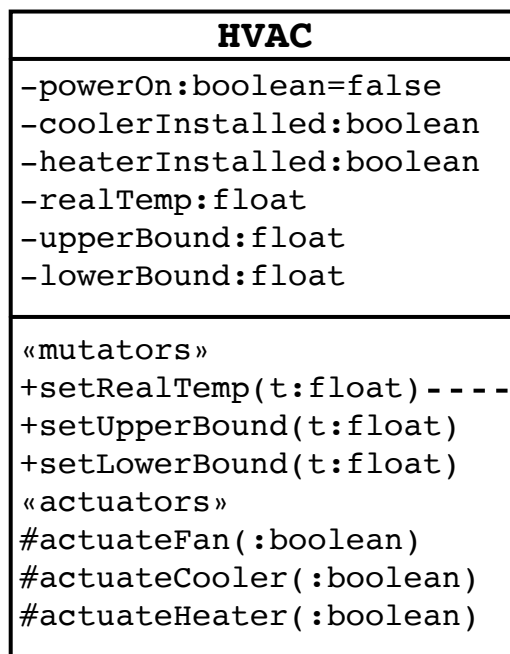 HVAC
-powerOn:boolean=false
-coolerInstalled:boolean
-heaterInstalled:boolean
-realTemp:float
-upperBound:float
-lowerBound:float
«mutators»
+setRealTemp(t:float)
+setUpperBound(t:float)
+setLowerBound(t:float)
«actuators»
#actuateFan(:boolean)
#actuateCooler(:boolean)
#actuateHeater(:boolean)